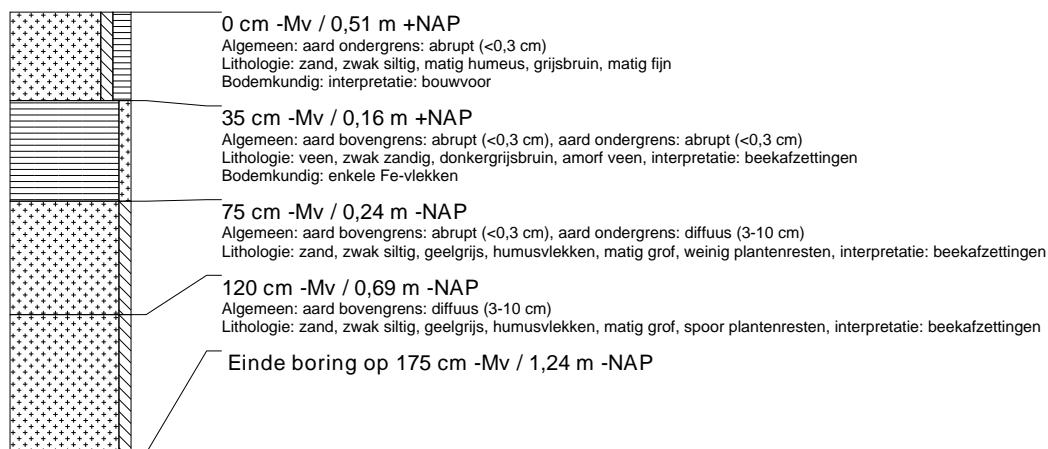 0 cm -Mv / 0,51 m +NAP
Algemeen: aard ondergrens: abrupt (<0,3 cm)
Lithologie: zand, zwak siltig, matig humeus, grijsbruin, matig fijn
Bodemkundig: interpretatie: bouwvoor
35 cm -Mv / 0,16 m +NAP
Algemeen: aard bovengrens: abrupt (<0,3 cm), aard ondergrens: abrupt (<0,3 cm)
Lithologie: veen, zwak zandig, donkergrijsbruin, amorf veen, interpretatie: beekafzettingen
Bodemkundig: enkele Fe-vlekken
75 cm -Mv / 0,24 m -NAP
Algemeen: aard bovengrens: abrupt (<0,3 cm), aard ondergrens: diffuus (3-10 cm)
Lithologie: zand, zwak siltig, geelgrijs, humusvlekken, matig grof, weinig plantenresten, interpretatie: beekafzettingen
120 cm -Mv / 0,69 m -NAP
Algemeen: aard bovengrens: diffuus (3-10 cm)
Lithologie: zand, zwak siltig, geelgrijs, humusvlekken, matig grof, spoor plantenresten, interpretatie: beekafzettingen
Einde boring op 175 cm -Mv / 1,24 m -NAP